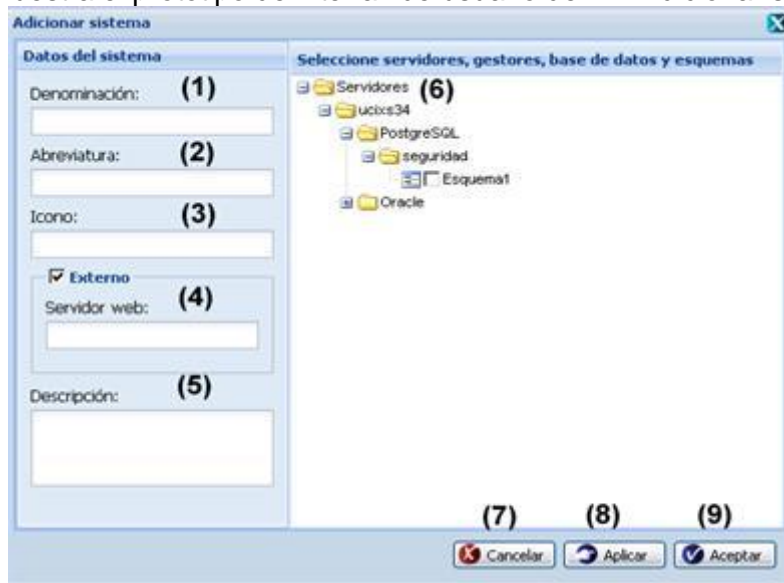 Adicionar sistema
Datos del sistema
Denominación: (1)
Abreviatura: (2)
Icono: (3)
Externo
Servidor web: (4)
Descripción: (5)
Seleccione servidores, gestores, base de datos y esquemas
Servidores (6)
ucixs34
PostgreSQL
seguridad
Esquema1
Oracle
(7) (8) (9)
Cancelar Aplicar Aceptar